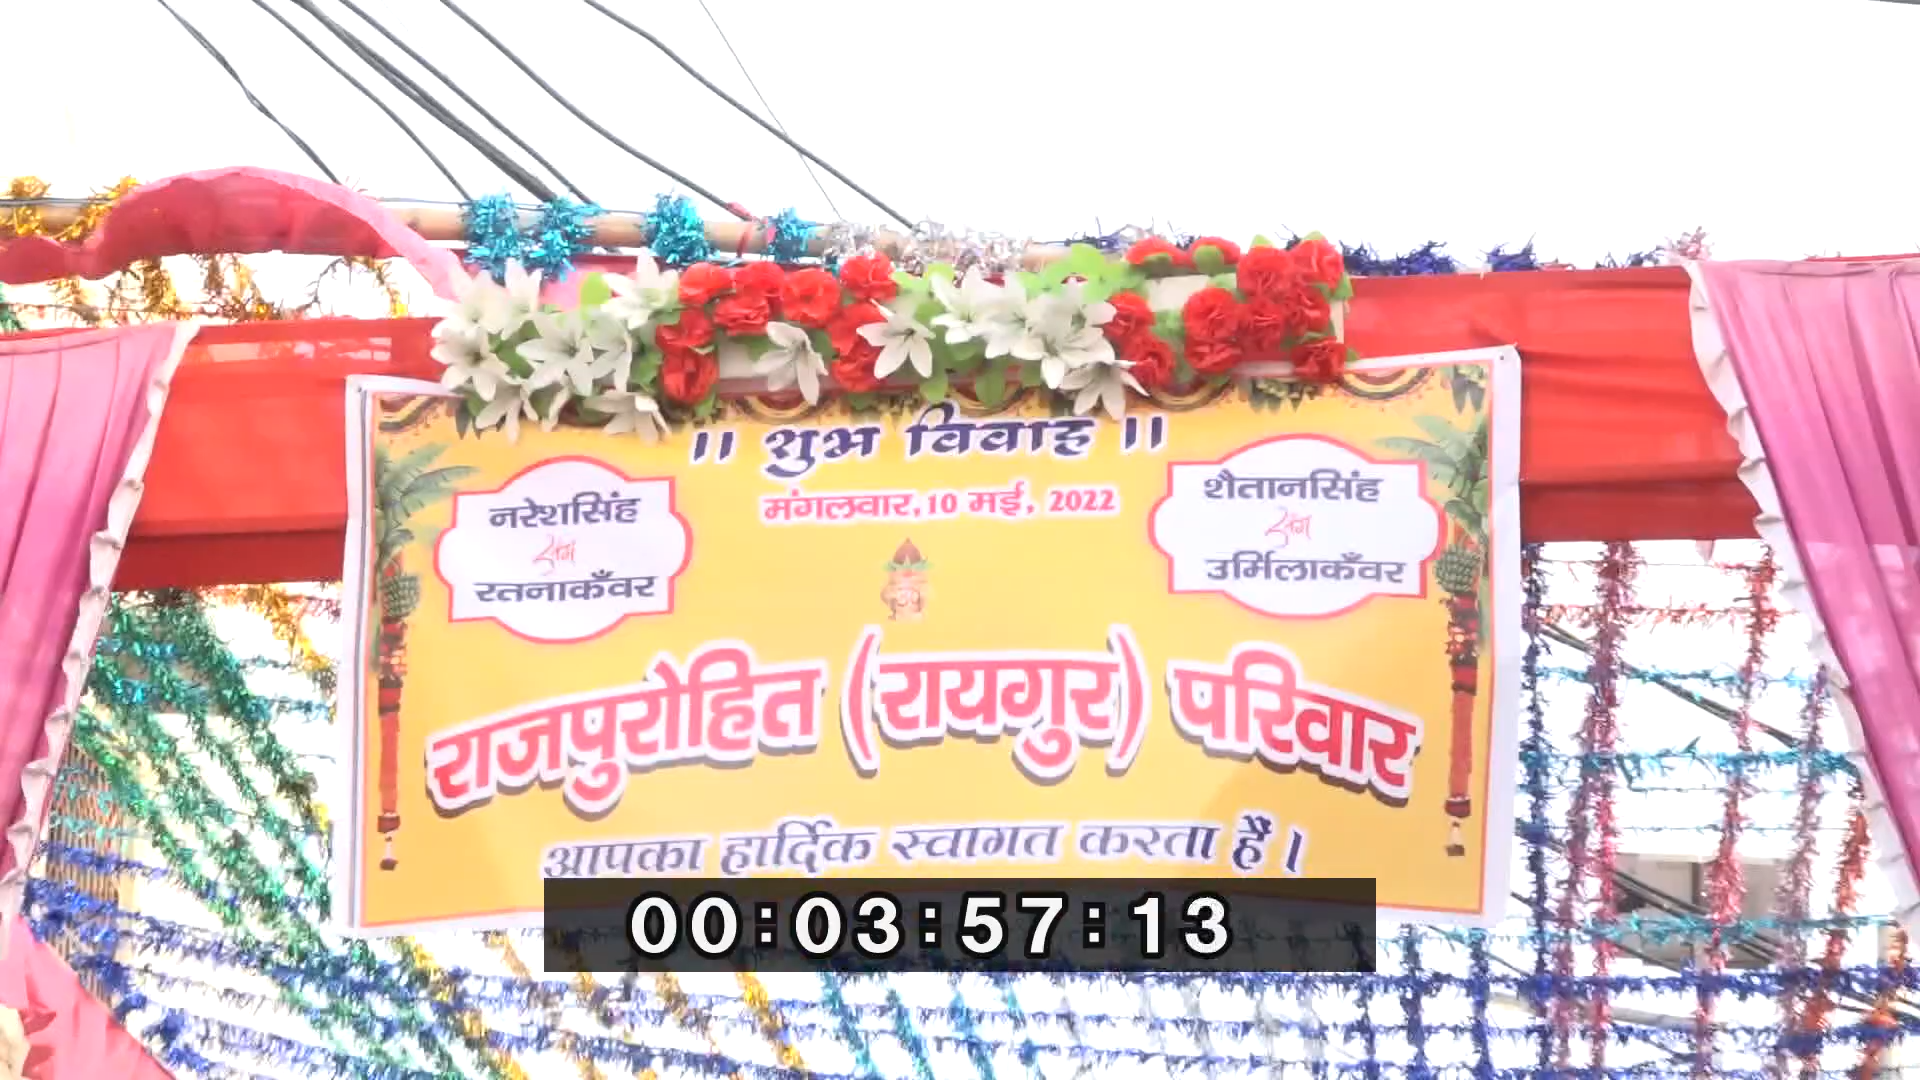 ।। शुभ विवाह ।।
मंगलवार, 10 मई, 2022
नरेशसिंह
संग
रतनाकँवर
शैतानसिंह
संग
उर्मिलाकँवर
राजपुरोहित (रायगुर) परिवार
आपका हार्दिक स्वागत करता हैं।
00:03:57:13